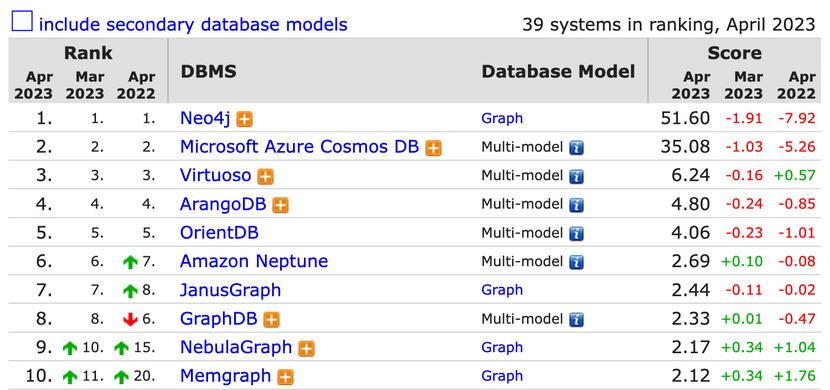 include secondary database models 39 systems in ranking, April 2023
Rank DBMS Database Model Score
Apr 2023 Mar 2023 Apr 2022 Apr 2023 Mar 2023 Apr 2022
1. 1. 1. Neo4j Graph 51.60 -1.91 -7.92
2. 2. 2. Microsoft Azure Cosmos DB Multi-model 35.08 -1.03 -5.26
3. 3. 3. Virtuoso Multi-model 6.24 -0.16 +0.57
4. 4. 4. ArangoDB Multi-model 4.80 -0.24 -0.85
5. 5. 5. OrientDB Multi-model 4.06 -0.23 -1.01
6. 6. 7. Amazon Neptune Multi-model 2.69 +0.10 -0.08
7. 7. 8. JanusGraph Graph 2.44 -0.11 -0.02
8. 8. 6. GraphDB Multi-model 2.33 +0.01 -0.47
9. 10. 15. NebulaGraph Graph 2.17 +0.34 +1.04
10. 11. 20. Memgraph Graph 2.12 +0.34 +1.76